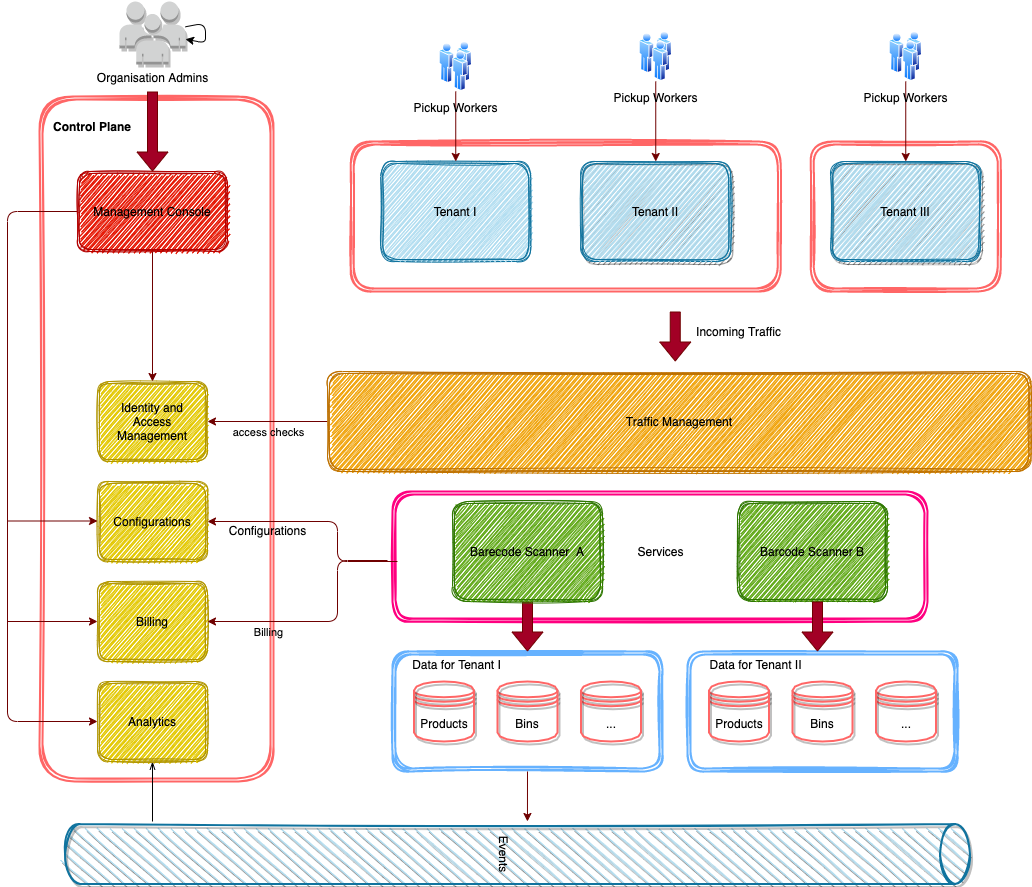 Organisation Admins
Control Plane
Management Console
Identity and
Access
Management
Configurations
Billing
Analytics
Pickup Workers
Pickup Workers
Pickup Workers
Tenant I
Tenant II
Tenant III
Incoming Traffic
Traffic Management
access checks
Configurations
Billing
Barecode Scanner  A
Services
Barcode Scanner B
Data for Tenant I
Products
Bins
...
Data for Tenant II
Products
Bins
...
Events